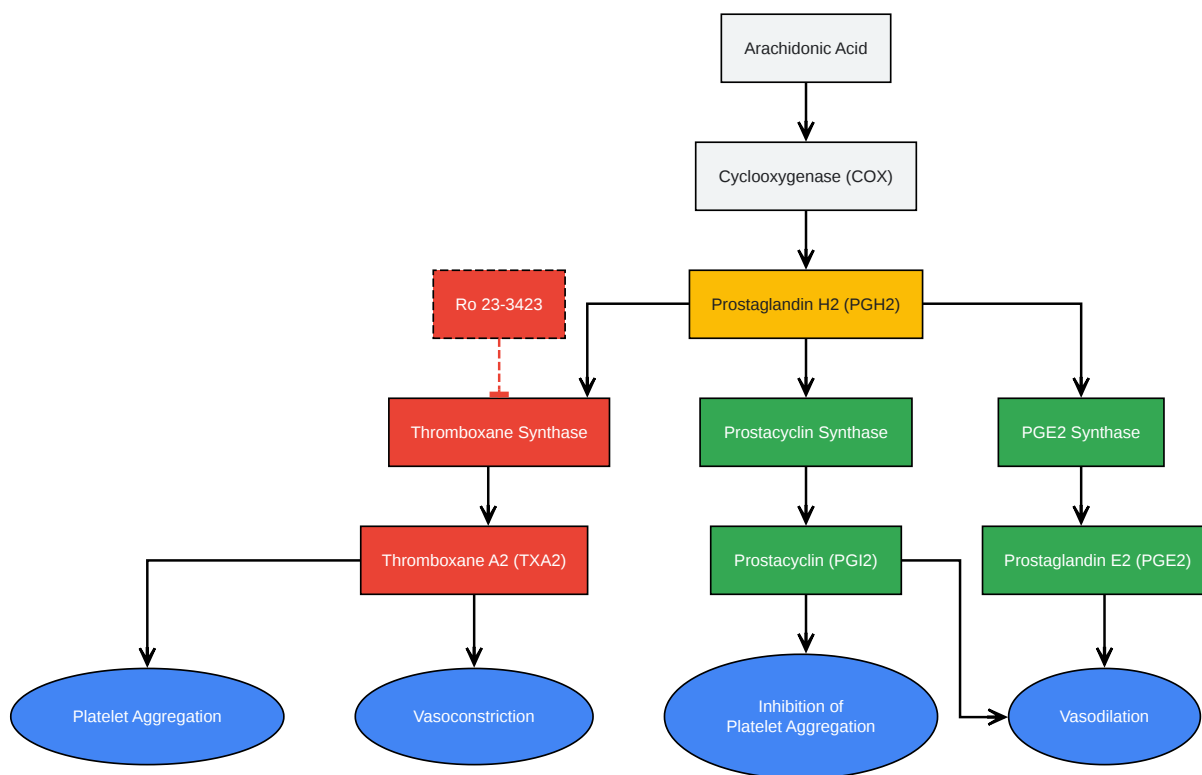 Arachidonic Acid
Cyclooxygenase (COX)
Ro 23-3423
Prostaglandin H2 (PGH2)
Thromboxane Synthase
Prostacyclin Synthase
PGE2 Synthase
Thromboxane A2 (TXA2)
Prostacyclin (PGI2)
Prostaglandin E2 (PGE2)
Platelet Aggregation
Vasoconstriction
Inhibition of
Platelet Aggregation
Vasodilation